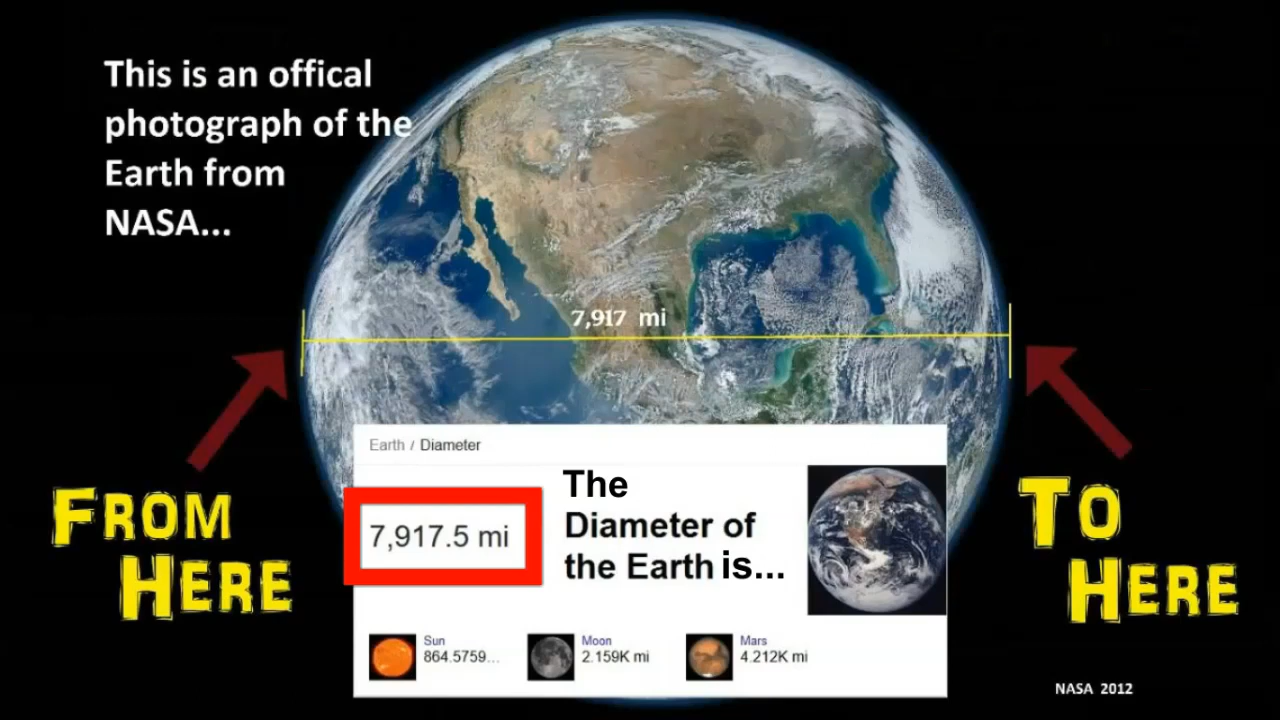 This is an offical
photograph of the
Earth from
NASA...
7,917 mi
FROM
HERE
TO
HERE
Earth / Diameter
7,917.5 mi
The
Diameter of
the Earth is...
Sun
864.5759...
Moon
2.159K mi
Mars
4.212K mi
NASA 2012